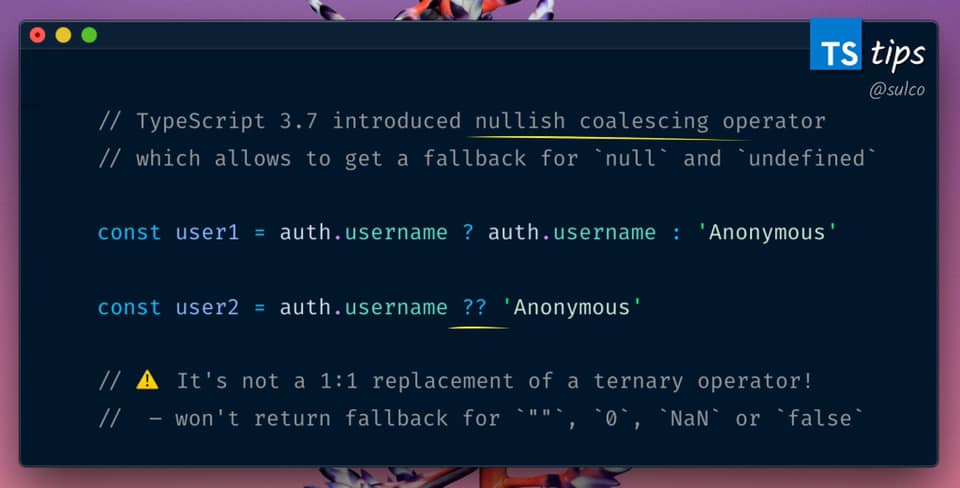 TS tips
@sulco
// TypeScript 3.7 introduced nullish coalescing operator
// which allows to get a fallback for `null` and `undefined`
const user1 = auth.username ? auth.username : 'Anonymous'
const user2 = auth.username ?? 'Anonymous'
// ⚠️ It's not a 1:1 replacement of a ternary operator!
// – won't return fallback for `""`, `0`, `NaN` or `false`